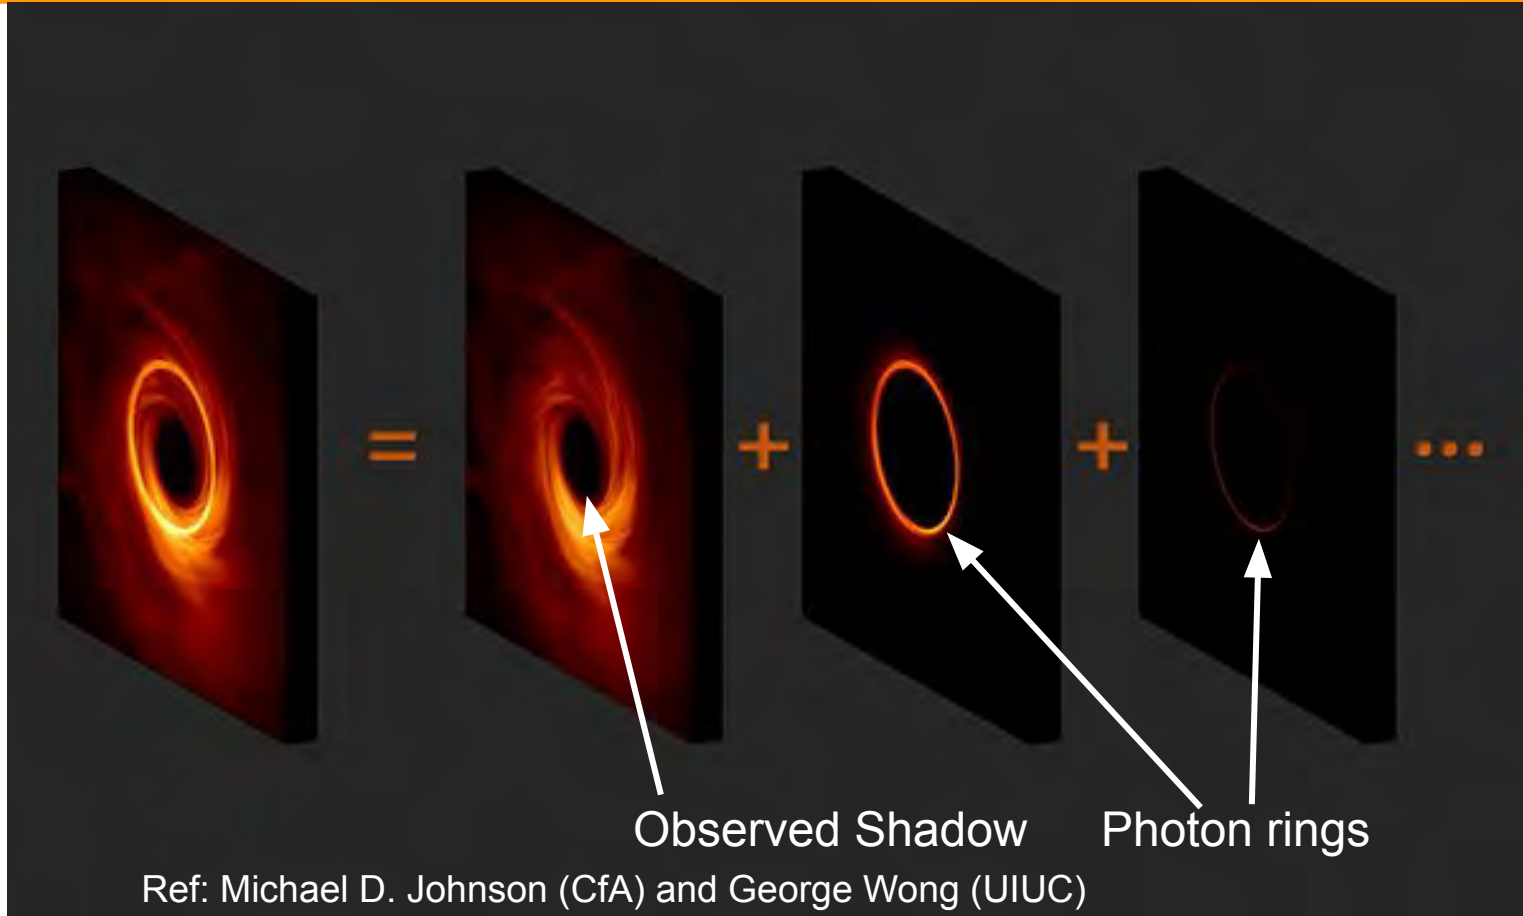 = + + ...
Observed Shadow Photon rings
Ref: Michael D. Johnson (CfA) and George Wong (UIUC)